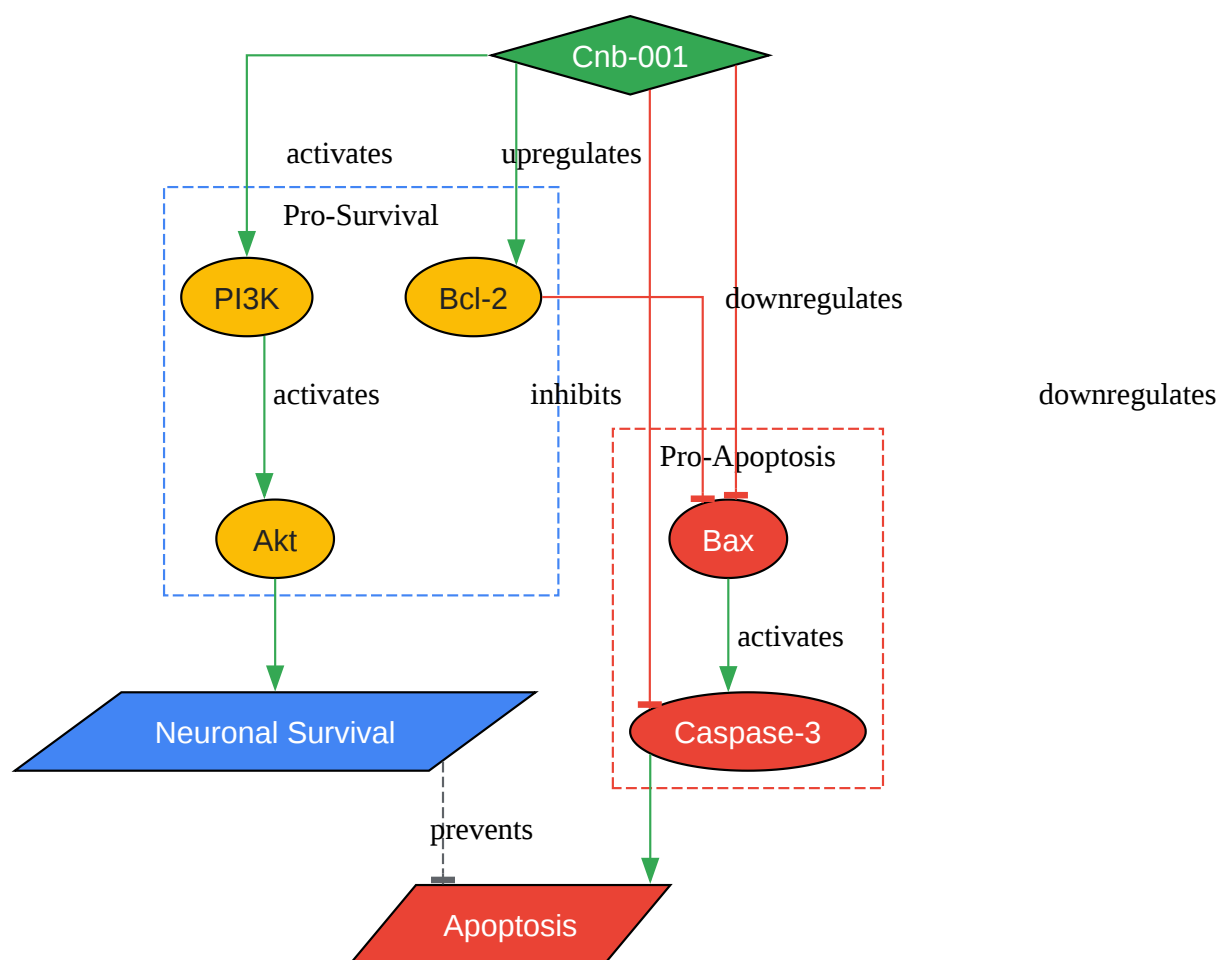 Cnb-001
activates
upregulates
Pro-Survival
PI3K
Bcl-2
downregulates
activates
inhibits
downregulates
Pro-Apoptosis
Akt
Bax
activates
Neuronal Survival
Caspase-3
prevents
Apoptosis